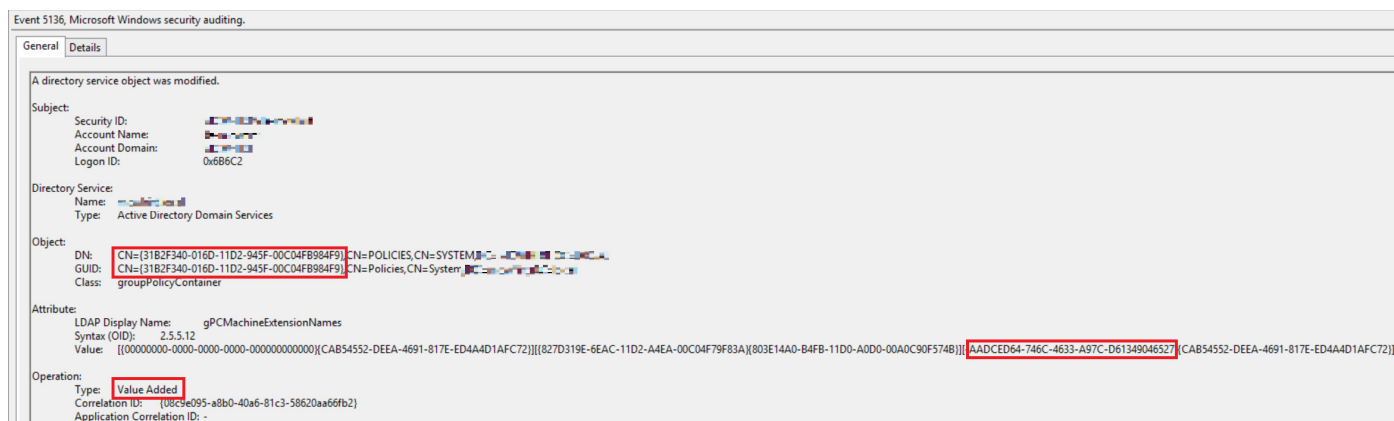 Event 5136, Microsoft Windows security auditing.
General Details
A directory service object was modified.
Subject:
Security ID:
Account Name:
Account Domain:
Logon ID: 0x6B6C2
Directory Service:
Name:
Type: Active Directory Domain Services
Object:
DN: CN={31B2F340-016D-11D2-945F-00C04FB984F9},CN=POLICIES,CN=SYSTEM,
GUID: CN={31B2F340-016D-11D2-945F-00C04FB984F9},CN=Policies,CN=System,
Class: groupPolicyContainer
Attribute:
LDAP Display Name: gPCMachineExtensionNames
Syntax (OID): 2.5.5.12
Value: [{00000000-0000-0000-0000-000000000000}{CAB54552-DEEA-4691-817E-ED4A4D1AFC72}][{827D319E-6EAC-11D2-A4EA-00C04F79F83A}{803E14A0-B4FB-11D0-A0D0-00A0C90F574B}][{AADCED64-746C-4633-A97C-D61349046527}{CAB54552-DEEA-4691-817E-ED4A4D1AFC72}]
Operation:
Type: Value Added
Correlation ID: {08c9e095-a8b0-40a6-81c3-58620aa66fb2}
Application Correlation ID: -